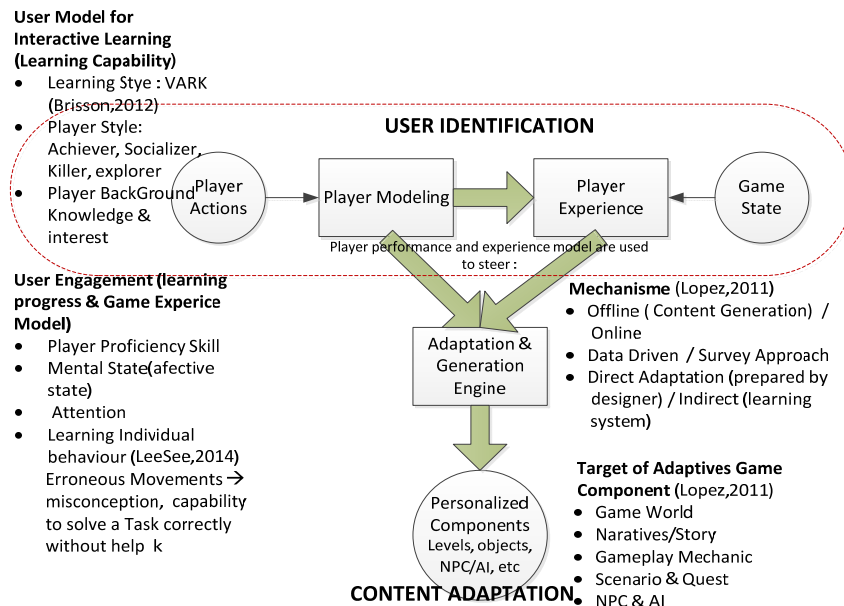 User Model for
Interactive Learning
(Learning Capability)
• Learning Stye : VARK
(Brisson,2012)
• Player Style:
Achiever, Socializer,
Killer, explorer
• Player BackGround
Knowledge &
interest
USER IDENTIFICATION
Player
Actions
Player Modeling
Player
Experience
Game
State
Player performance and experience model are used
to steer :
User Engagement (learning
progress & Game Experice
Model)
• Player Proficiency Skill
• Mental State(afective
state)
• Attention
• Learning Individual
behaviour (LeeSee,2014)
Erroneous Movements →
misconception, capability
to solve a Task correctly
without help k
Adaptation &
Generation
Engine
Mechanisme (Lopez,2011)
• Offline ( Content Generation) /
Online
• Data Driven / Survey Approach
• Direct Adaptation (prepared by
designer) / Indirect (learning
system)
Personalized
Components
Levels, objects,
NPC/AI, etc
Target of Adaptives Game
Component (Lopez,2011)
• Game World
• Naratives/Story
• Gameplay Mechanic
• Scenario & Quest
• NPC & AI
CONTENT ADAPTATION